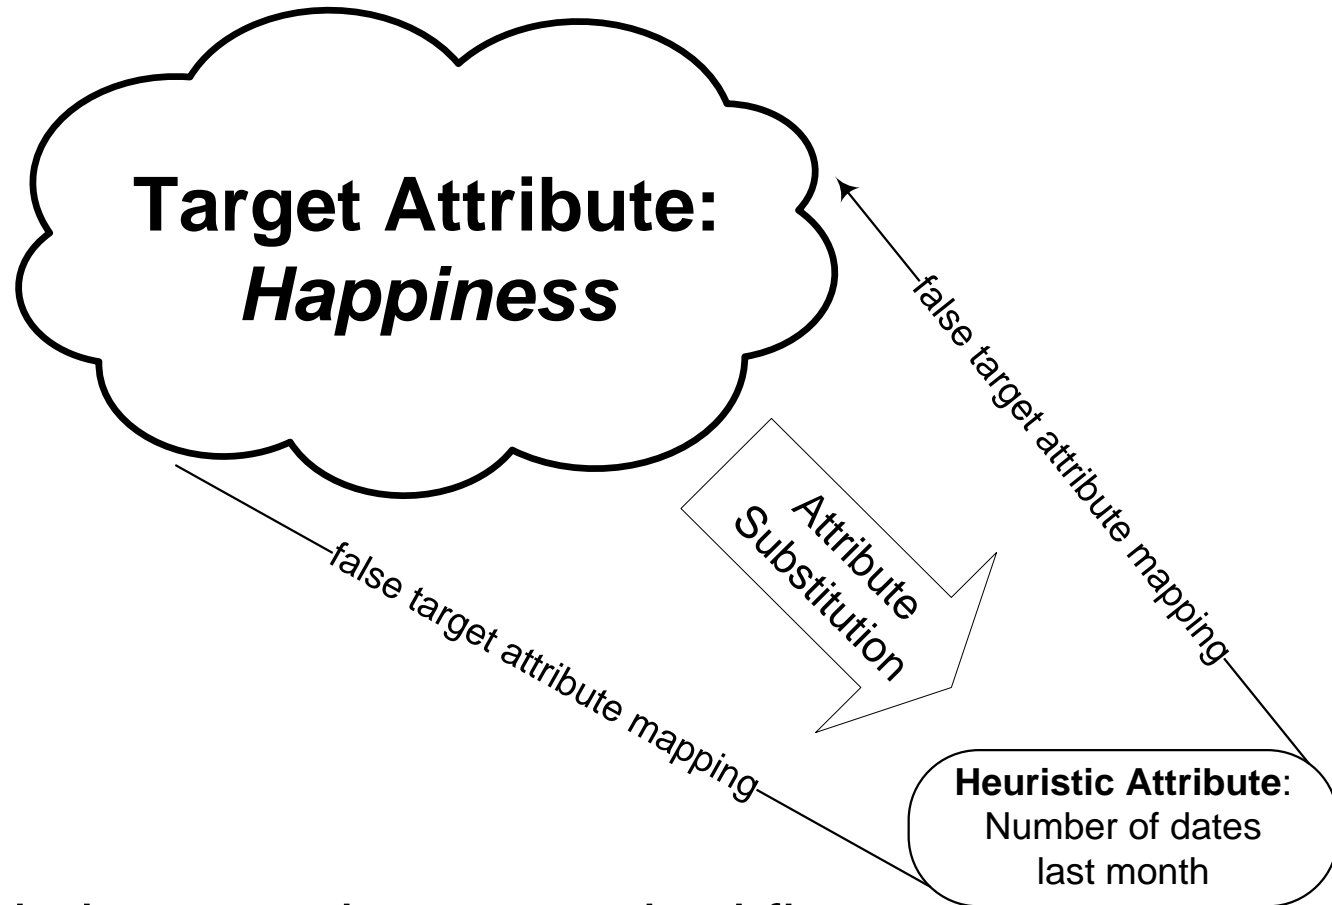 Target Attribute:
Happiness
false target attribute mapping
Attribute
Substitution
false target attribute mapping
Heuristic Attribute:
Number of dates
last month